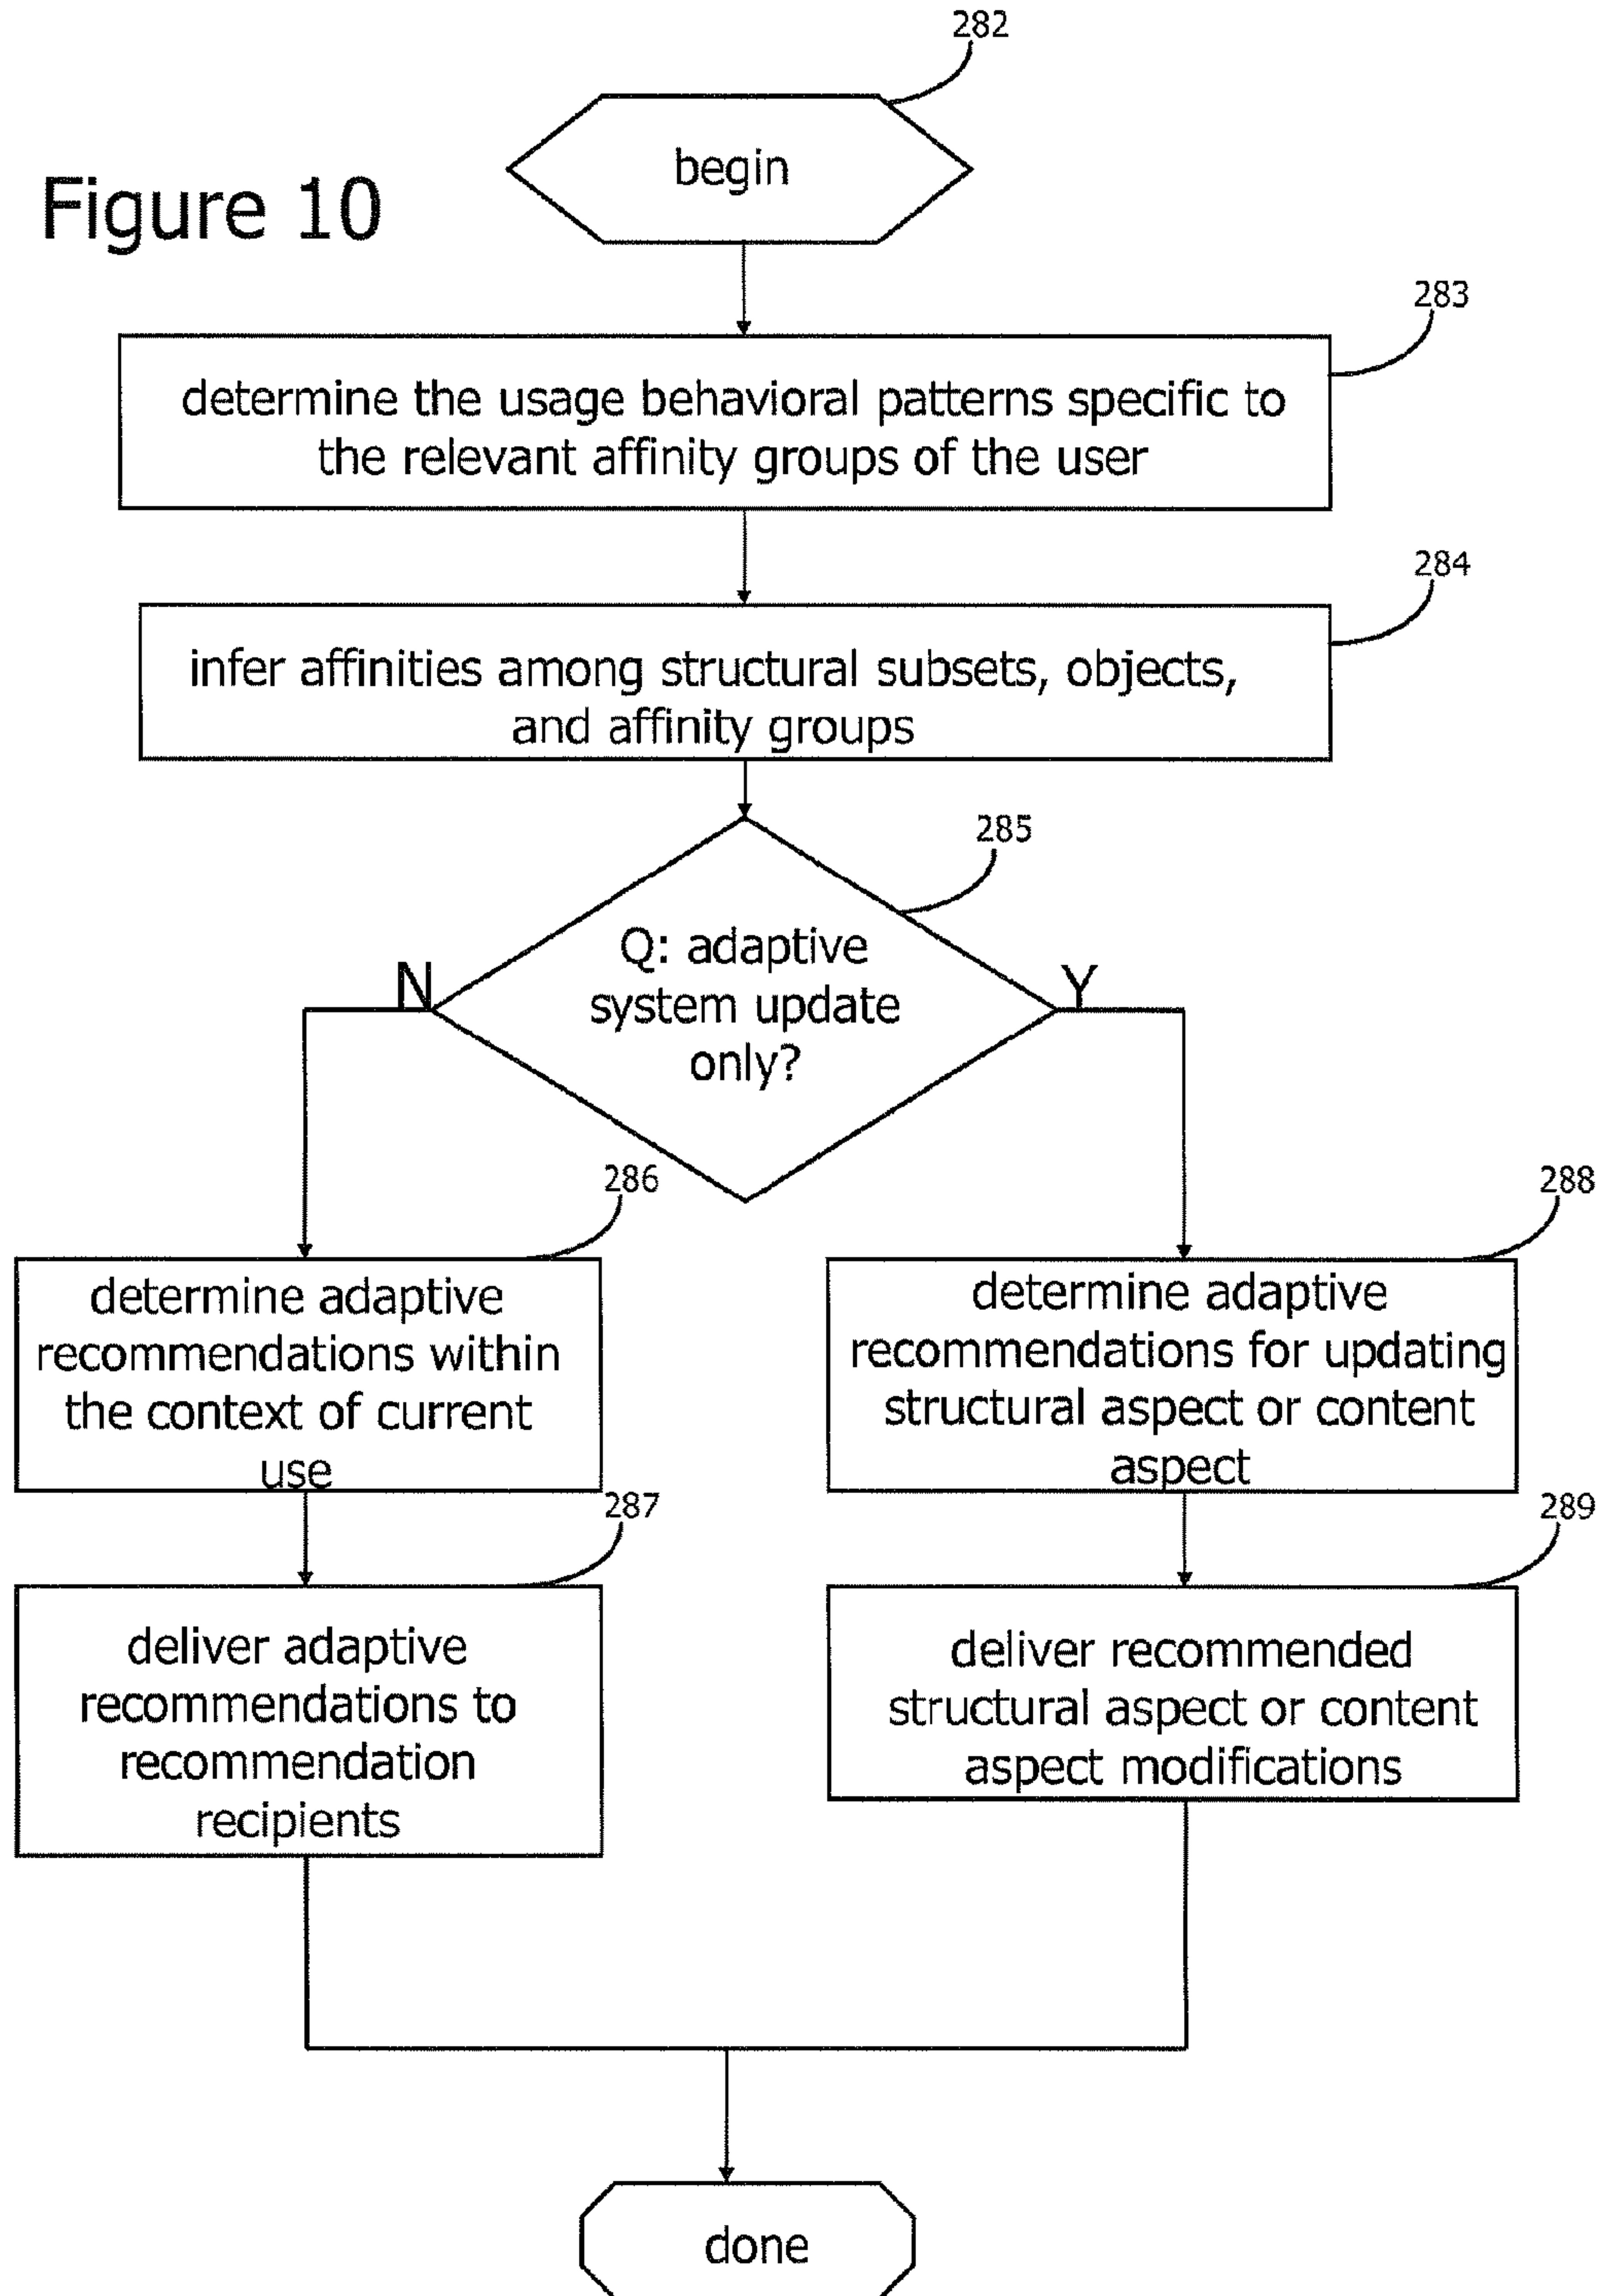 282
begin
Figure 10
283
determine the usage behavioral patterns specific to
the relevant affinity groups of the user
284
infer affinities among structural subsets, objects,
and affinity groups
285
Q: adaptive
system update
only?
N
Y
286
determine adaptive
recommendations within
the context of current
use
288
determine adaptive
recommendations for updating
structural aspect or content
aspect
287
deliver adaptive
recommendations to
recommendation
recipients
289
deliver recommended
structural aspect or content
aspect modifications
done